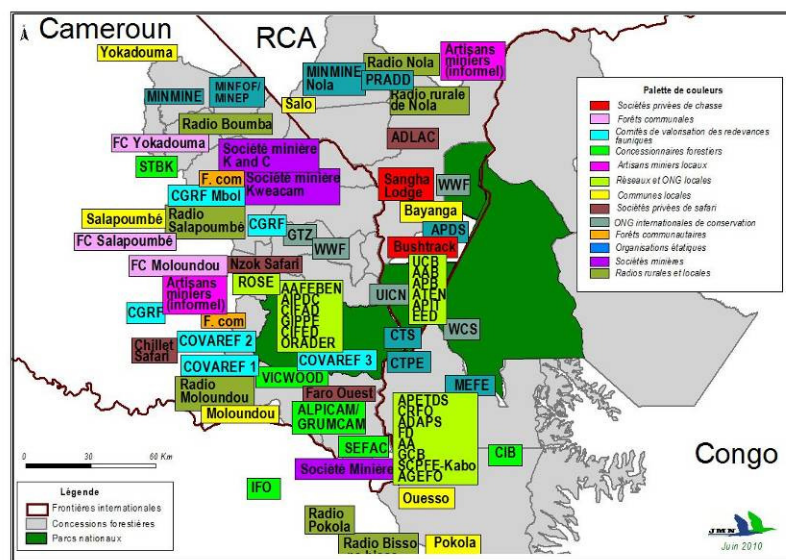 Cameroun
RCA
Yokadouma
MINMINE
MINFOF/
MINEP
MINMINE
Nola
Salo
Radio Nola
PRADD
Radio rurale
de Nola
Artisans
miniers
(informel)
Radio Boumba
FC Yokadouma
STBK
Société minière
K and C
ADLAC
F. com
Société minière
Kweacam
CGRF Mbol
Sangha
Lodge
WWF
Bayanga
APDS
Bushtrack
Salapoumbé
Radio
Salapoumbé
CGRF
FC Salapoumbé
GTZ
WWF
FC Moloundou
Nzok Safari
Artisans
miniers
(informel)
ROSE
CGRF
F. com
AAFEBEN
AIPDC
CIEAD
GIPPE
CIFED
ORADER
UCB
AAB
APB
ATEN
APIT
EED
UICN
WCS
CTS
Chillet
Safari
COVAREF 2
COVAREF 1
COVAREF 3
CTPE
VICWOOD
MEFE
Radio
Moloundou
Moloundou
Faro Ouest
ALPICAM/
GRUMCAM
APETDS
CRFO
ADAPS
FD
AA
GCB
SCPFE-Kabo
AGEFO
SEFAC
CIB
Congo
Société Minière
IFO
Ouesso
Radio
Pokola
Radio Bisso
Pokola
Palette de
couleurs
Sociétés privées de chasse
Forêts communales
Comités de valorisation des redevances
fauniques
Concessionnaires forestiers
Artisans miniers locaux
Réseaux et ONG locales
Communes locales
Sociétés privées de safari
ONG internationales de conservation
Forêts communautaires
Organisations étatiques
Sociétés minières
Radios rurales et locales
0 30 60 Km
Légende
Frontières internationales
Concessions forestières
Parcs nationaux
JMN
Juin 2010